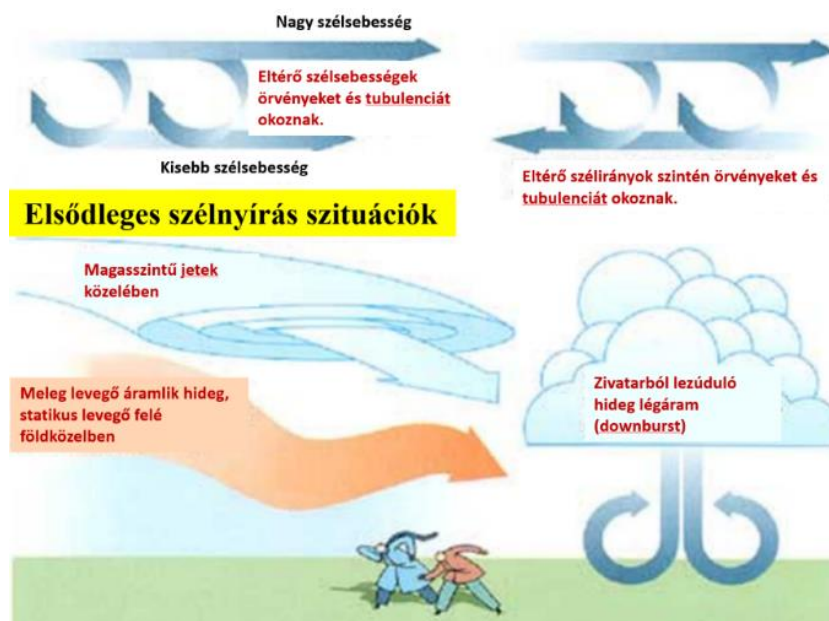 Nagy szélsebesség
Eltérő szélsebességek
örvényeket és tubulenciát
okoznak.
Kisebb szélsebesség
Eltérő szélirányok szintén örvényeket és
tubulenciát okoznak.
Elsődleges szélnyírás szituációk
Magasszintű jetek
közelében
Meleg levegő áramlik hideg,
statikus levegő felé
földközelben
Zivatarból lezúduló
hideg légáram
(downburst)